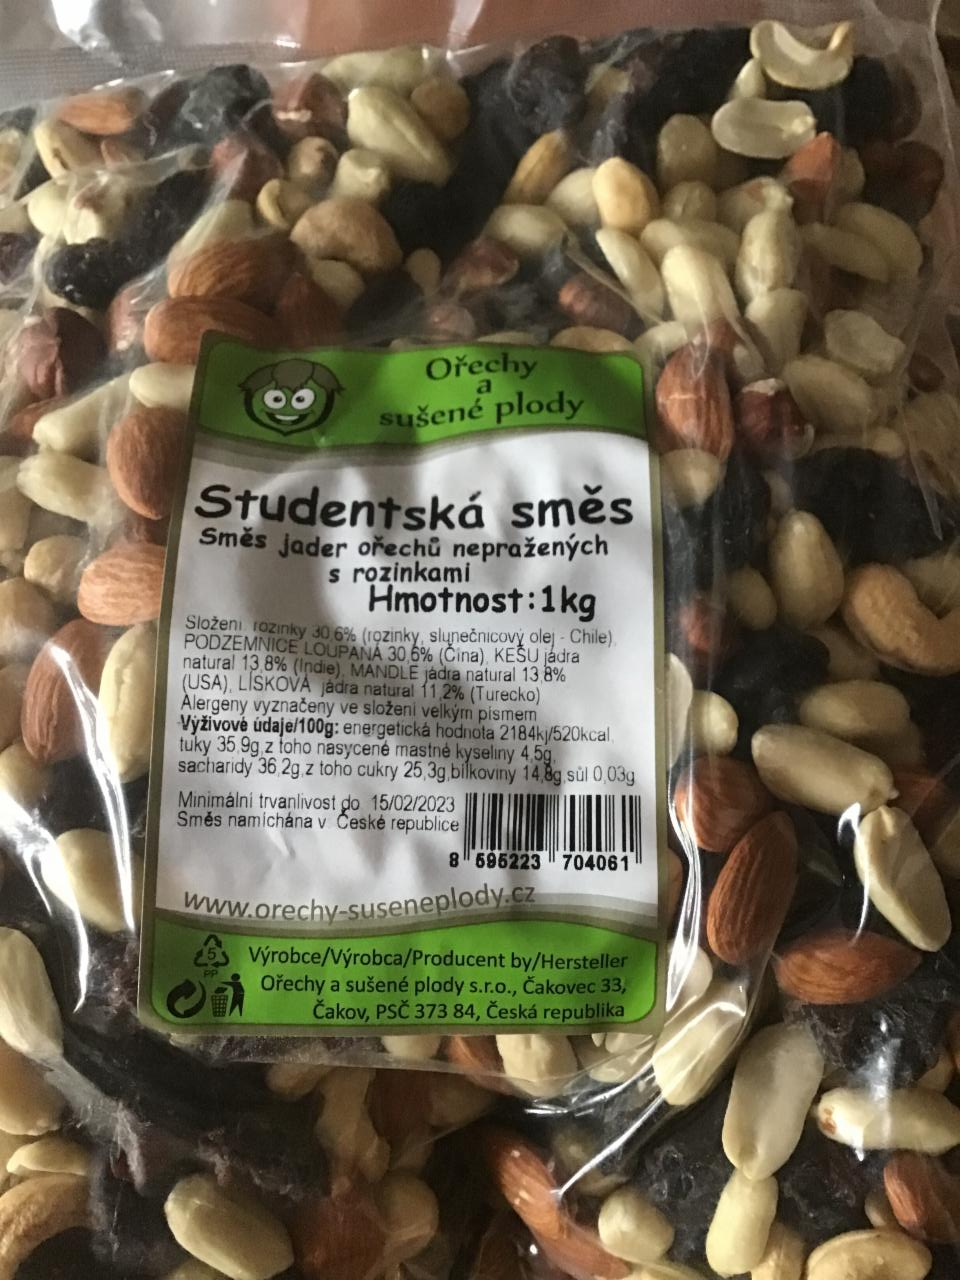 Ořechy
a
sušené plody
Studentská směs
Směs jader ořechů nepražených
s rozinkami
Hmotnost:1kg
Složení: rozinky 30,6% (rozinky, slunečnicový olej - Chile),
PODZEMNICE LOUPANÁ 30,6% (Čína), KEŠU jádra
natural 13,8% (Indie), MANDLE jádra natural 13,8%
(USA), LÍSKOVÁ jádra natural 11,2% (Turecko)
Alergeny vyznačeny ve složení velkým písmem
Výživové údaje/100g: energetická hodnota 2184kj/520kcal,
tuky 35,9g,z toho nasycené mastné kyseliny 4,5g,
sacharidy 36,2g,z toho cukry 25,3g,bílkoviny 14,8g,sůl 0,03g
Minimální trvanlivost do 15/02/2023
Směs namíchána v České republice
8 595223 704061
www.orechy-suseneplody.cz
5
PP
Výrobce/Výrobca/Producent by/Hersteller
Ořechy a sušené plody s.r.o., Čakovec 33,
Čakov, PSČ 373 84, Česká republika